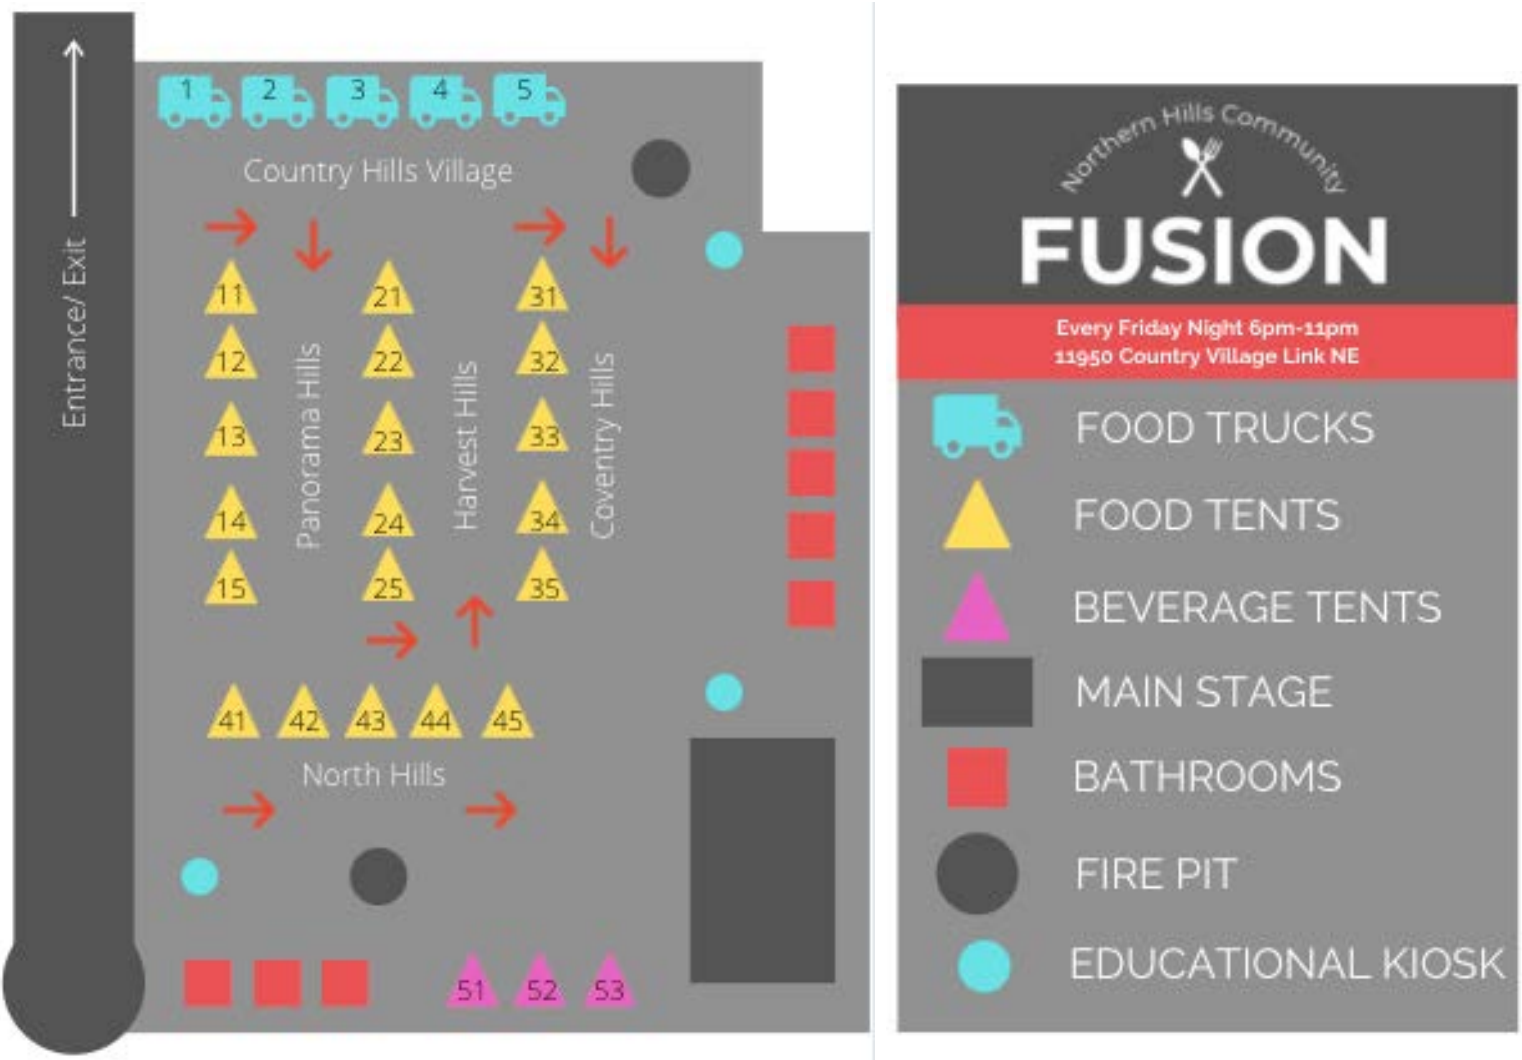 1 2 3 4 5
Country Hills Village
Entrance/ Exit
11 21 31
12 22 32
13 23 33
14 24 34
15 25 35
Panorama Hills
Harvest Hills
Coventry Hills
41 42 43 44 45
North Hills
51 52 53
Northern Hills Community
FUSION
Every Friday Night 6pm-11pm
11950 Country Village Link NE
FOOD TRUCKS
FOOD TENTS
BEVERAGE TENTS
MAIN STAGE
BATHROOMS
FIRE PIT
EDUCATIONAL KIOSK